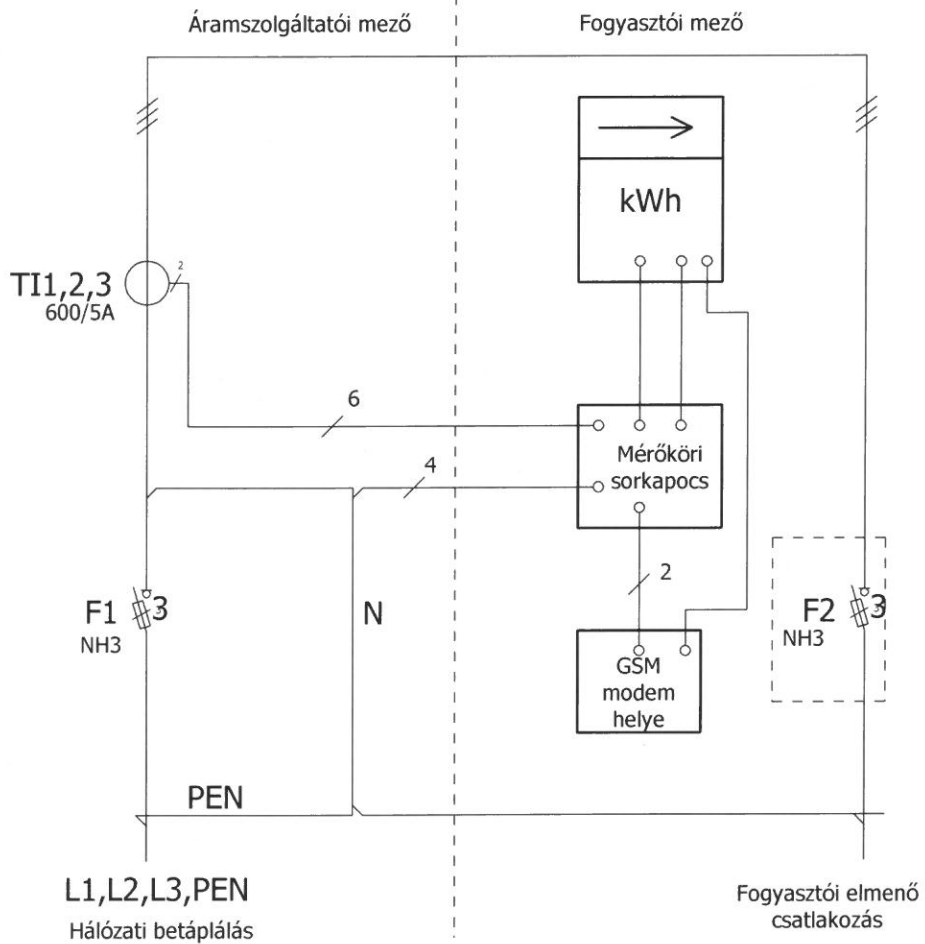 Áramszolgáltatói mező
Fogyasztói mező
kWh
TI1,2,3
600/5A
2
6
4
Mérőköri
sorkapocs
2
F1
NH3
3
N
F2
NH3
3
GSM
modem
helye
PEN
L1,L2,L3,PEN
Hálózati betáplálás
Fogyasztói elmenő
csatlakozás